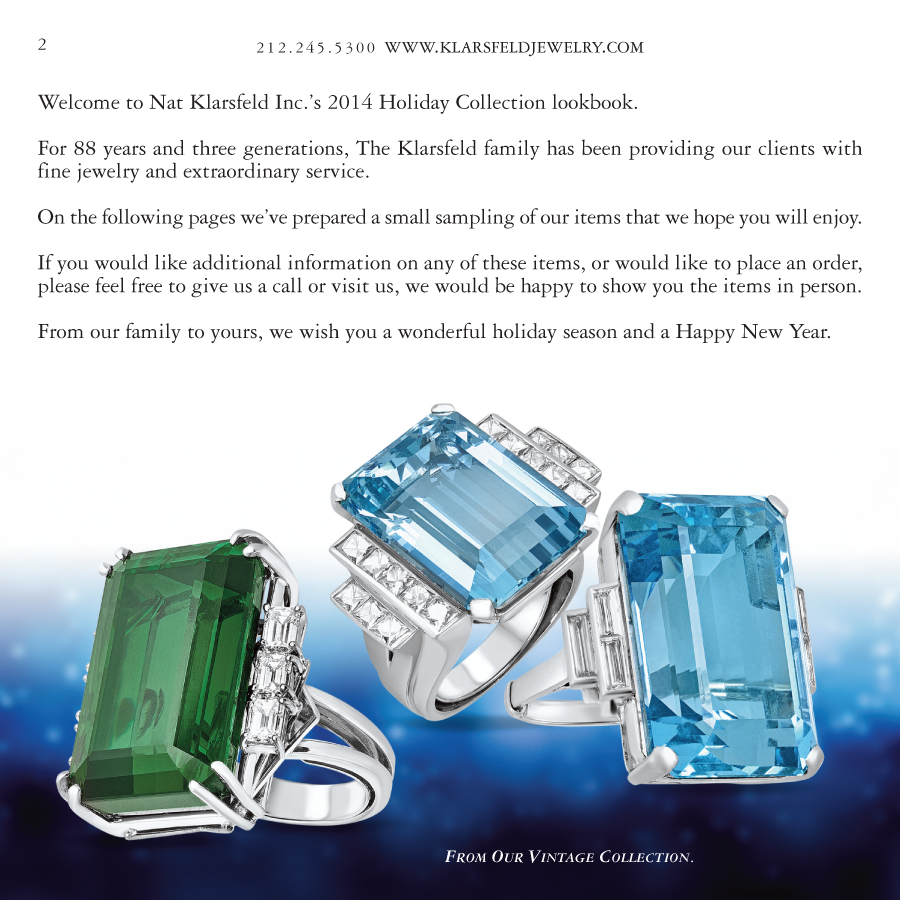 2
212.245.5300 WWW.KLARSFELDJEWELRY.COM
Welcome to Nat Klarsfeld Inc.'s 2014 Holiday Collection lookbook.
For 88 years and three generations, The Klarsfeld family has been providing our clients with
fine jewelry and extraordinary service.
On the following pages we've prepared a small sampling of our items that we hope you will enjoy.
If you would like additional information on any of these items, or would like to place an order,
please feel free to give us a call or visit us, we would be happy to show you the items in person.
From our family to yours, we wish you a wonderful holiday season and a Happy New Year.
FROM OUR VINTAGE COLLECTION.